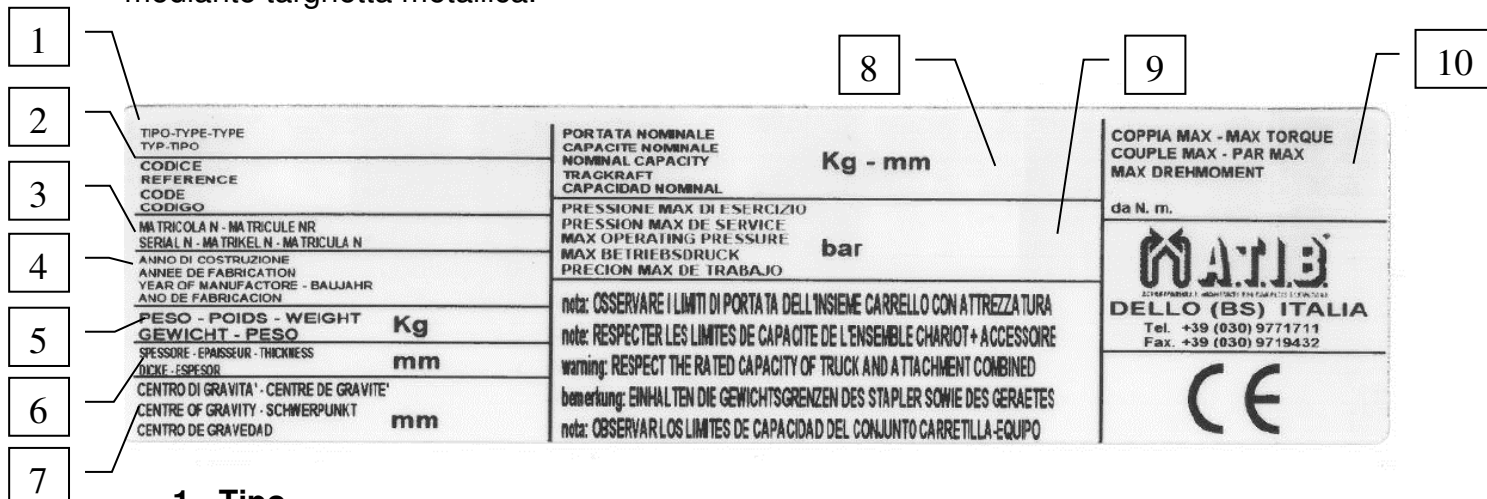 mediante targhetta metallica.
1
2
3
4
5
6
7
8
9
10
TIPO-TYPE-TYPE
TYP-TIPO
CODICE
REFERENCE
CODE
CODIGO
MATRICOLA N - MATRICULE NR
SERIAL N - MATRIKEL N - MATRICULA N
ANNO DI COSTRUZIONE
ANNEE DE FABRICATION
YEAR OF MANUFACTORE - BAUJAHR
ANO DE FABRICACION
PESO - POIDS - WEIGHT
GEWICHT - PESO
Kg
SPESSORE - EPAISSEUR - THICKNESS
DICKE - ESPESOR
mm
CENTRO DI GRAVITA' - CENTRE DE GRAVITE'
CENTRE OF GRAVITY - SCHWERPUNKT
CENTRO DE GRAVEDAD
mm
PORTATA NOMINALE
CAPACITE NOMINALE
NOMINAL CAPACITY
TRAGKRAFT
CAPACIDAD NOMINAL
Kg - mm
PRESSIONE MAX DI ESERCIZIO
PRESSION MAX DE SERVICE
MAX OPERATING PRESSURE
MAX BETRIEBSDRUCK
PRECION MAX DE TRABAJO
bar
nota: OSSERVARE I LIMITI DI PORTATA DELL'INSIEME CARRELLO CON ATTREZZATURA
note: RESPECTER LES LIMITES DE CAPACITE DE L'ENSEMBLE CHARIOT + ACCESSOIRE
warning: RESPECT THE RATED CAPACITY OF TRUCK AND ATTACHMENT COMBINED
bemerkung: EINHALTEN DIE GEWICHTSGRENZEN DES STAPLER SOWIE DES GERAETES
nota: OBSERVAR LOS LIMITES DE CAPACIDAD DEL CONJUNTO CARRETILLA-EQUIPO
COPPIA MAX - MAX TORQUE
COUPLE MAX - PAR MAX
MAX DREHMOMENT
da N. m.
A.T.I.B.
DELLO (BS) ITALIA
Tel. +39 (030) 9771711
Fax. +39 (030) 9719432
CE
1. Tipo